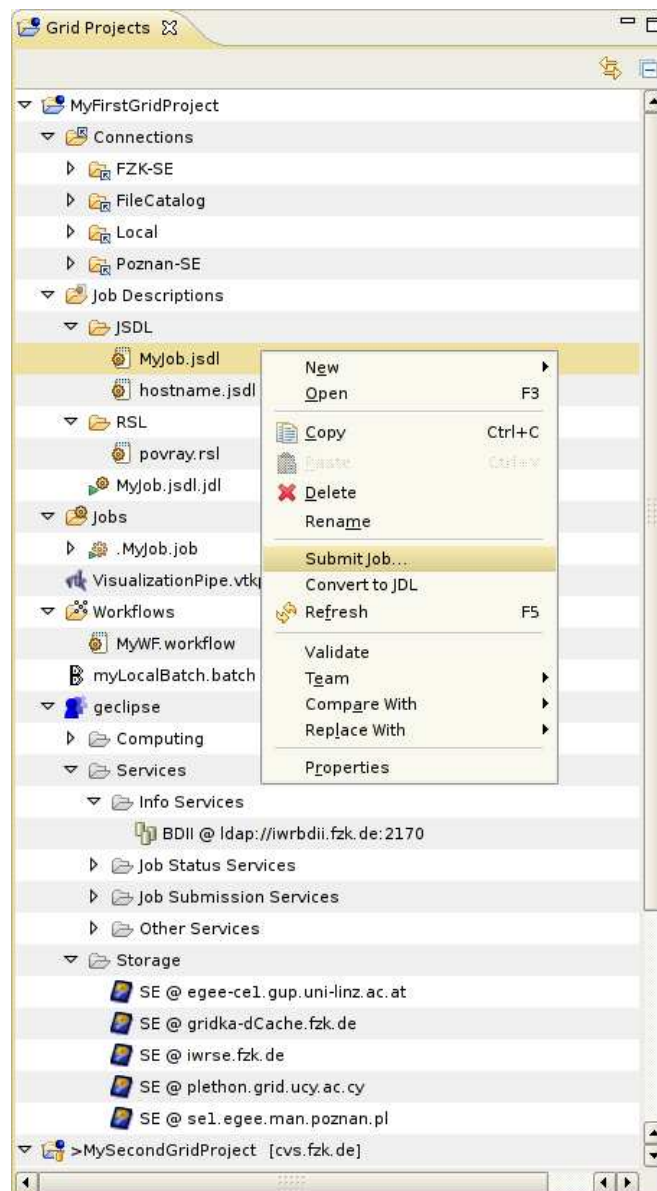 Grid Projects
MyFirstGridProject
Connections
FZK-SE
FileCatalog
Local
Poznan-SE
Job Descriptions
JSDL
MyJob.jsdl
hostname.jsdl
RSL
povray.rsl
MyJob.jsdl.jdl
Jobs
.MyJob.job
VisualizationPipe.vtkp
Workflows
MyWF.workflow
myLocalBatch.batch
geclipse
Computing
Services
Info Services
BDII @ ldap://iwrbdii.fzk.de:2170
Job Status Services
Job Submission Services
Other Services
Storage
SE @ egee-ce1.gup.uni-linz.ac.at
SE @ gridka-dCache.fzk.de
SE @ iwrse.fzk.de
SE @ plethon.grid.ucy.ac.cy
SE @ se1.egee.man.poznan.pl
>MySecondGridProject [cvs.fzk.de]
New
Open F3
Copy Ctrl+C
Paste Ctrl+V
Delete
Rename
Submit Job...
Convert to JDL
Refresh F5
Validate
Team
Compare With
Replace With
Properties